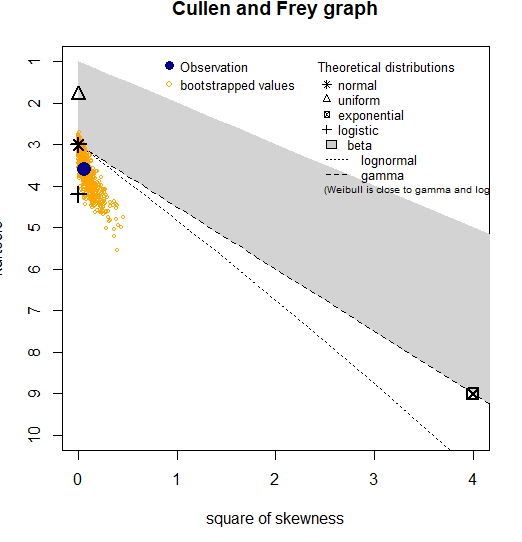 Cullen and Frey graph
Observation
bootstrapped values
Theoretical distributions
normal
uniform
exponential
logistic
beta
lognormal
gamma
(Weibull is close to gamma and log
1
2
3
4
5
6
7
8
9
10
0 1 2 3 4
square of skewness